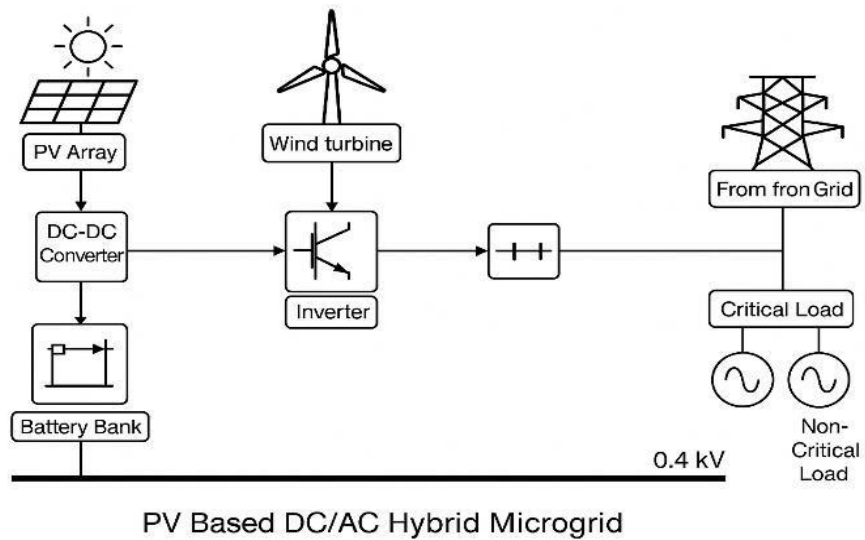 PV Array
Wind turbine
From fron Grid
DC-DC
Converter
Inverter
Critical Load
Battery Bank
Non-
Critical
Load
0.4 kV
PV Based DC/AC Hybrid Microgrid